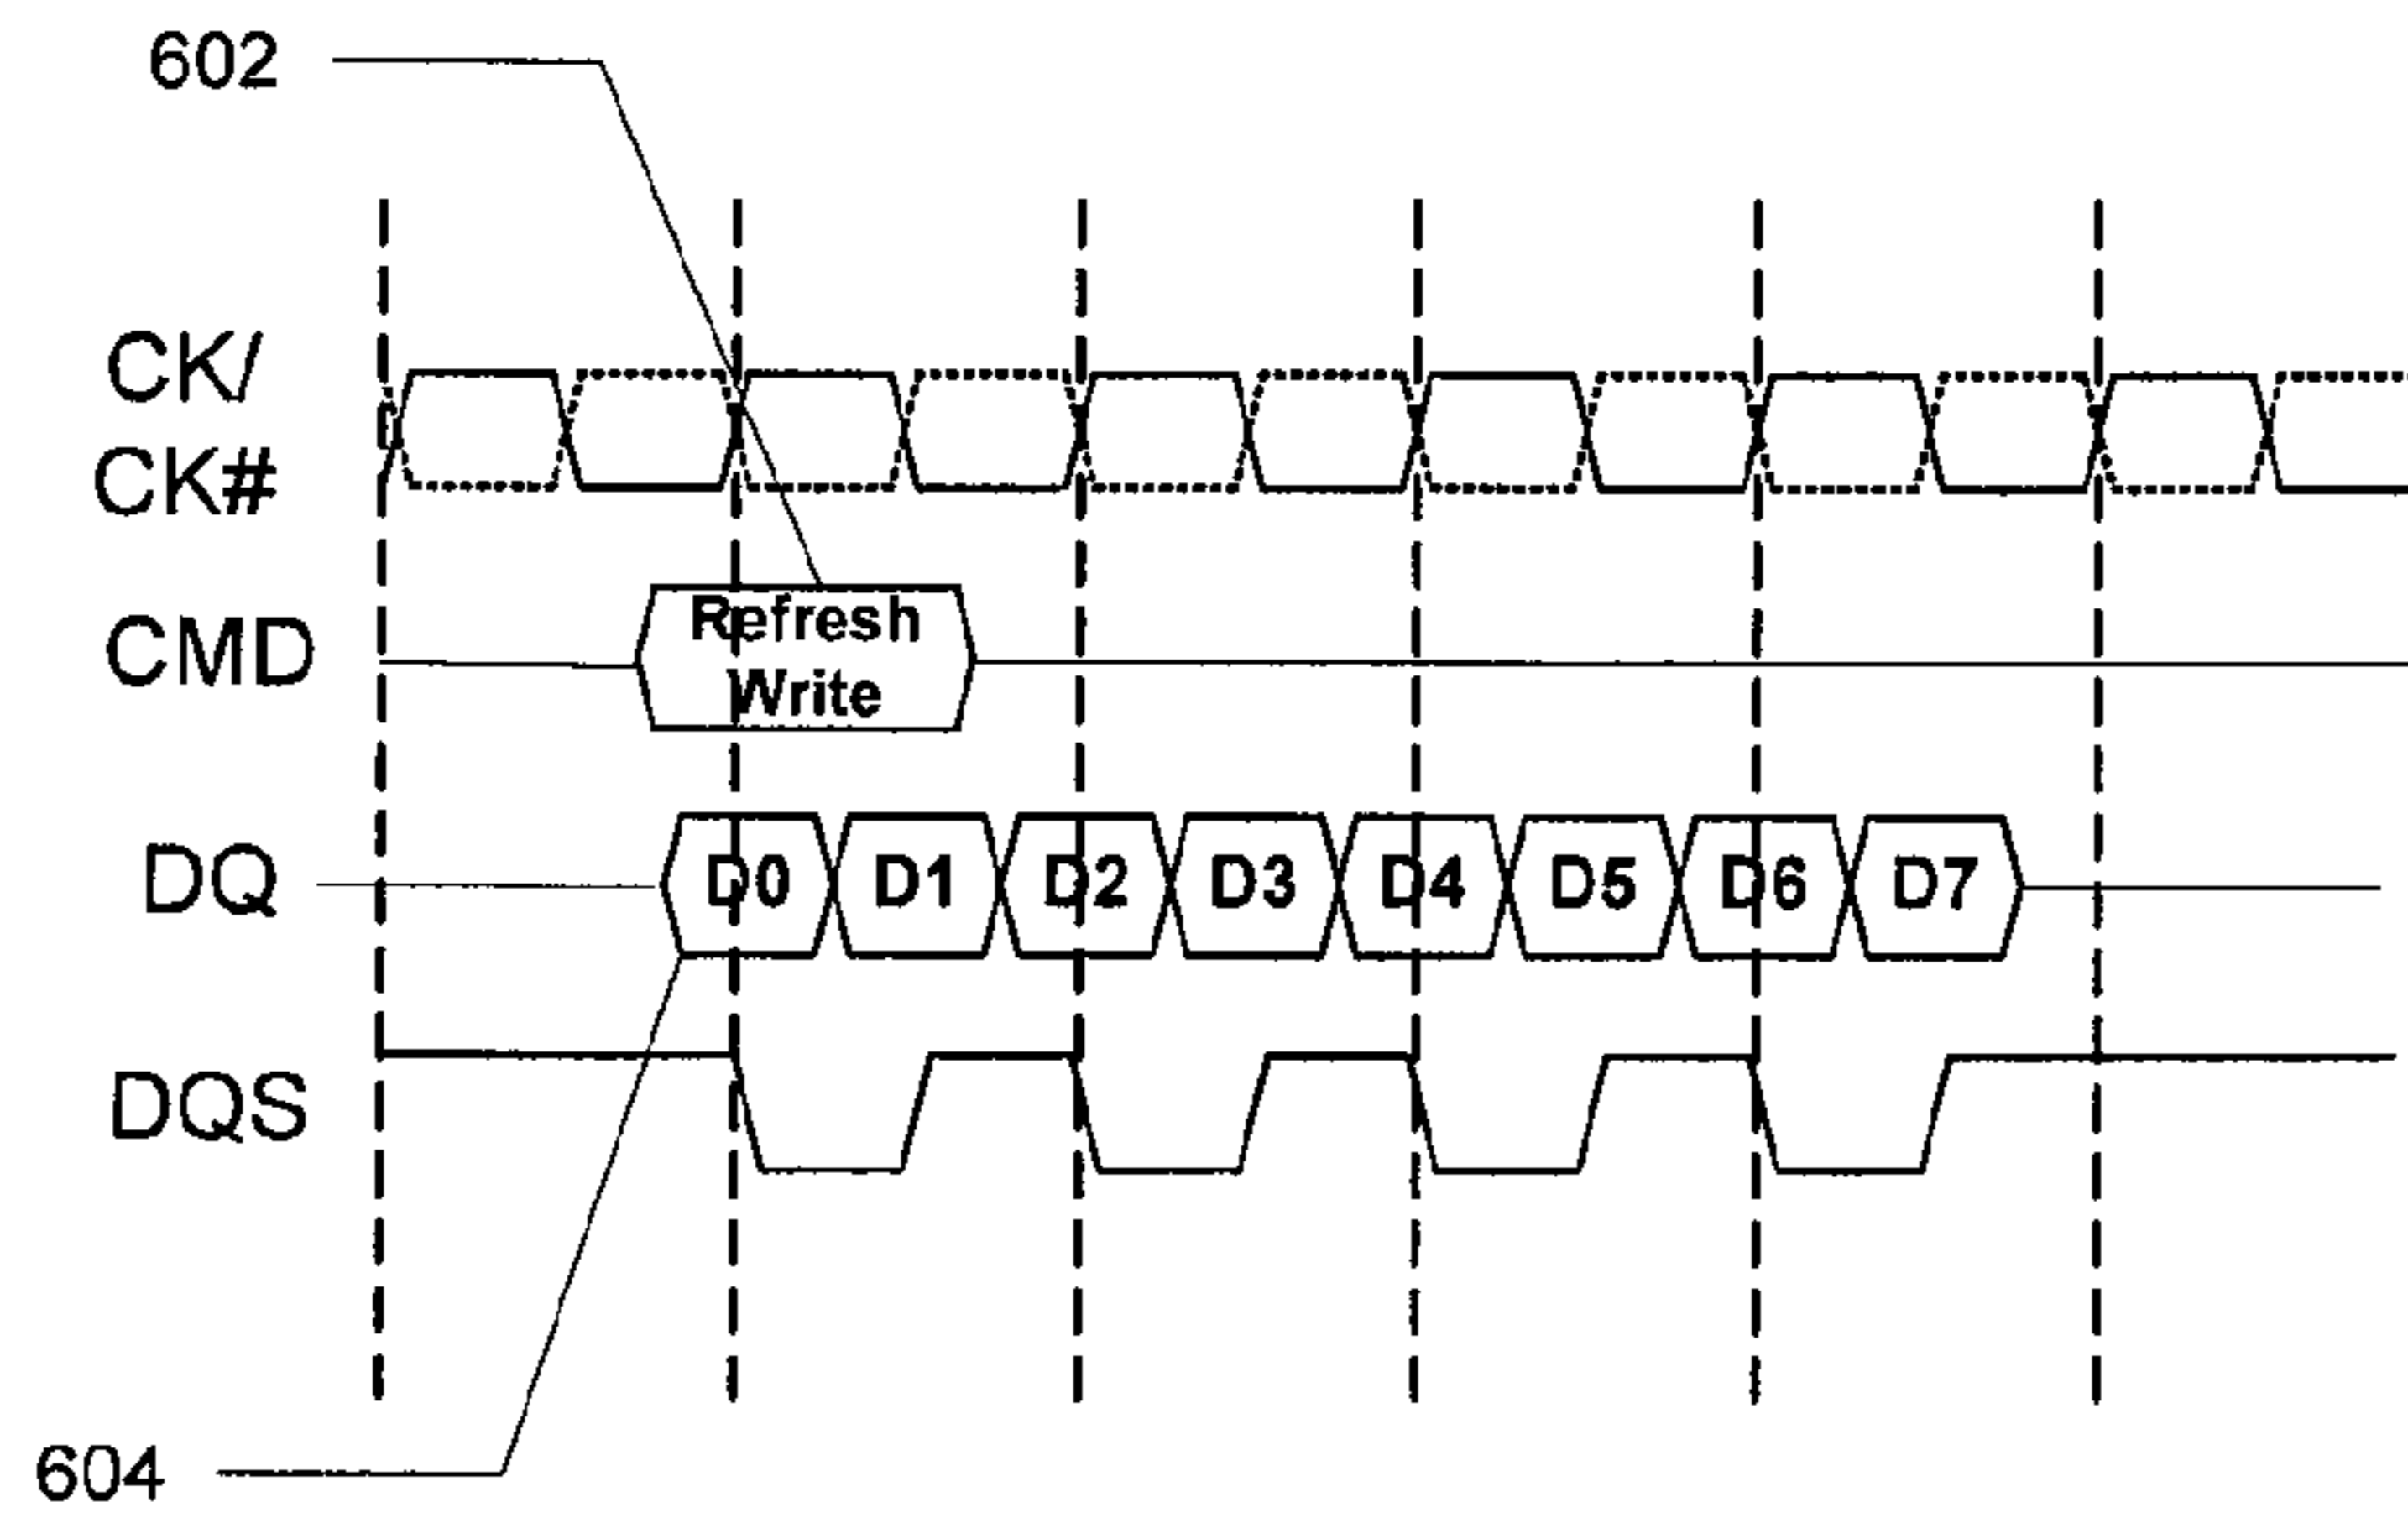 602
CK/
CK#
CMD
Refresh
Write
DQ
D0 D1 D2 D3 D4 D5 D6 D7
DQS
604